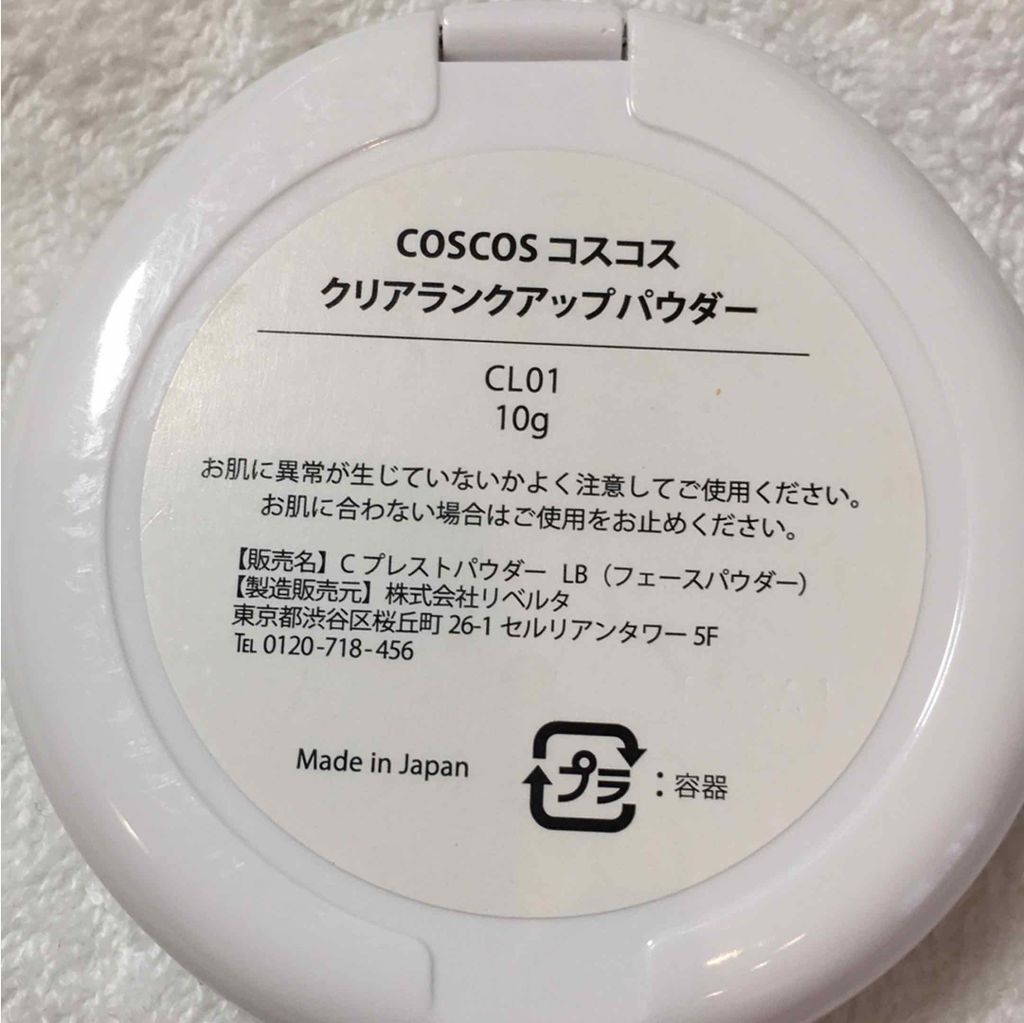 COSCOS コスコス
クリアランクアップパウダー
CL01
10g
お肌に異常が生じていないかよく注意してご使用ください。
お肌に合わない場合はご使用をお止めください。
【販売名】C プレストパウダー LB（フェースパウダー）
【製造販売元】株式会社リベルタ
東京都渋谷区桜丘町 26-1 セルリアンタワー 5F
℡ 0120-718-456
Made in Japan
プラ：容器